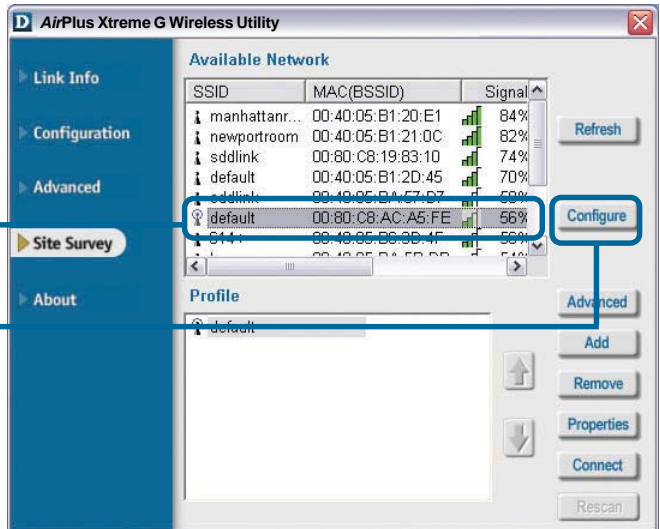 D AirPlus Xtreme G Wireless Utility
Link Info
Configuration
Advanced
Site Survey
About
Available Network
SSID MAC(BSSID) Signal
manhattanr... 00:40:05:B1:20:E1 84%
newportroom 00:40:05:B1:21:0C 82%
sddlink 00:80:C8:19:83:10 74%
default 00:40:05:B1:2D:45 70%
default 00:80:C8:AC:A5:FE 56%
Refresh
Configure
Profile
default
Advanced
Add
Remove
Properties
Connect
Rescan